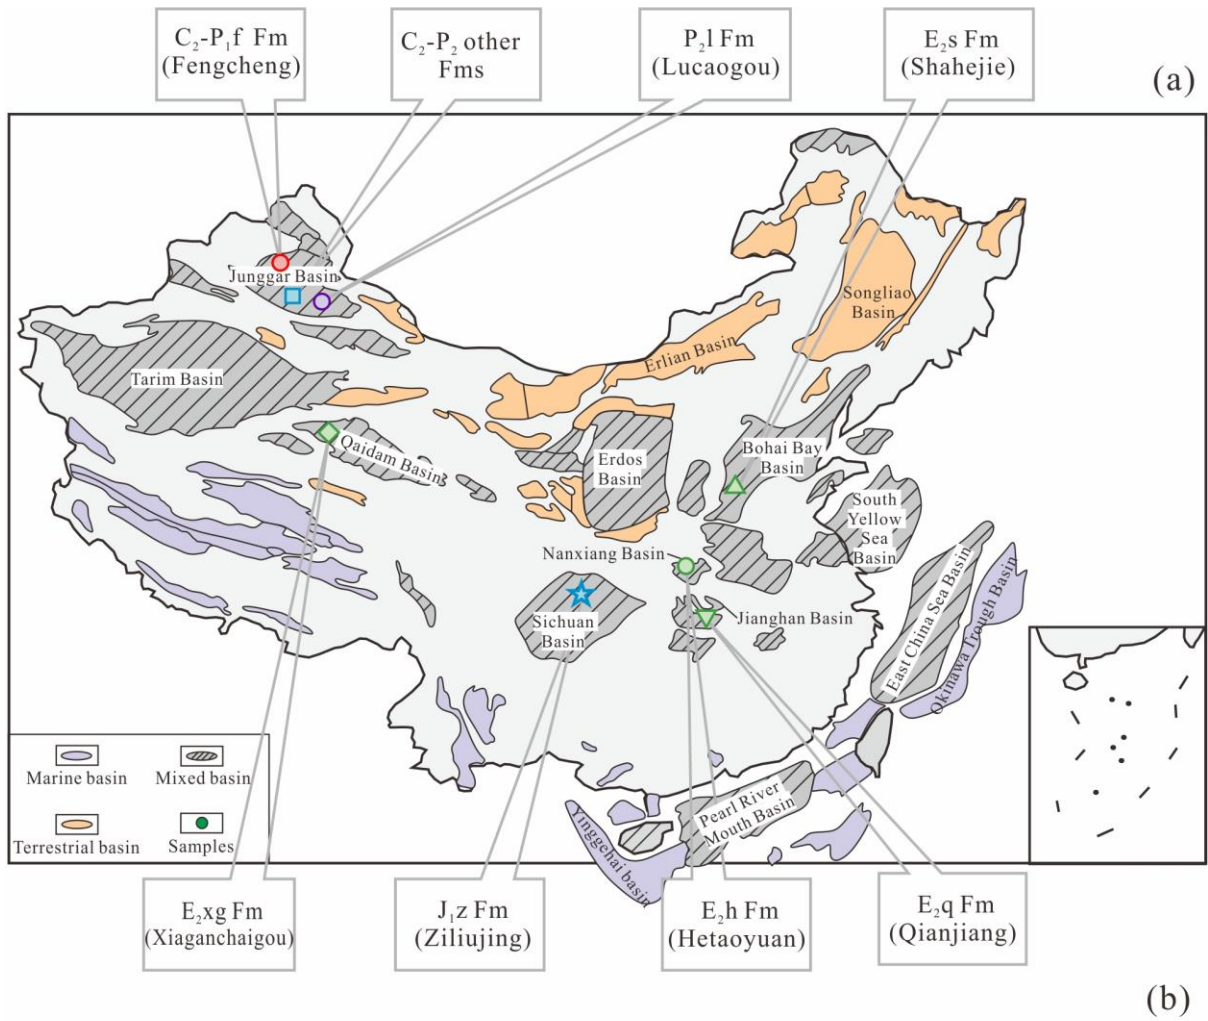 C₂-P₁f Fm
(Fengcheng)
C₂-P₂ other
Fms
P₂l Fm
(Lucaogou)
E₂s Fm
(Shahejie)
(a)
Junggar Basin
Songliao
Basin
Erlian Basin
Tarim Basin
Qaidam Basin
Erdos
Basin
Bohai Bay
Basin
South
Yellow
Sea
Basin
Nanxiang Basin
Sichuan
Basin
Jianghan Basin
East China Sea Basin
Okinawa Trough Basin
Pearl River
Mouth Basin
Yinggehai basin
Marine basin
Mixed basin
Terrestrial basin
Samples
E₂xg Fm
(Xiaganchaigou)
J₁z Fm
(Ziliujing)
E₂h Fm
(Hetaoyuan)
E₂q Fm
(Qianjiang)
(b)